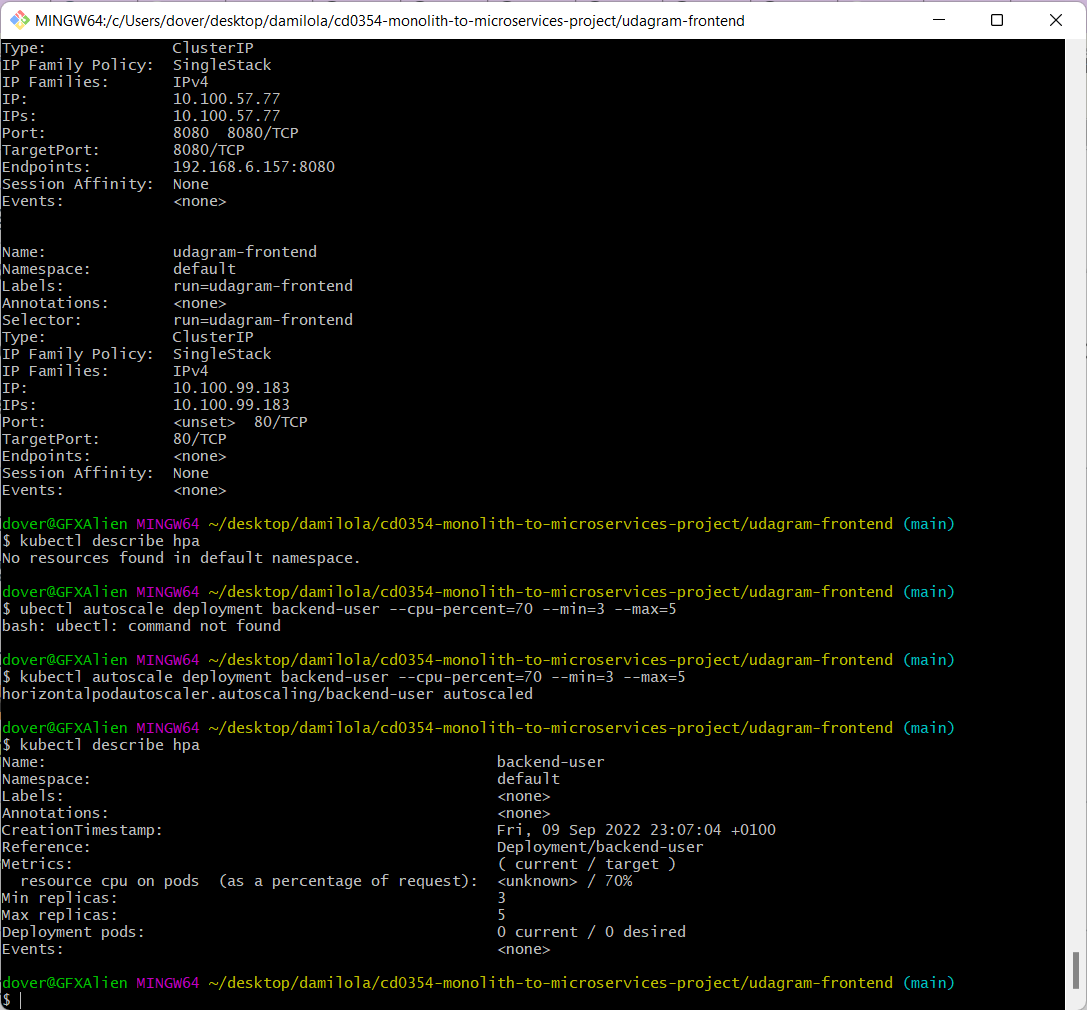 MINGW64:/c/Users/dover/desktop/damilola/cd0354-monolith-to-microservices-project/udagram-frontend
Type:              ClusterIP
IP Family Policy:  SingleStack
IP Families:       IPv4
IP:                10.100.57.77
IPs:               10.100.57.77
Port:              8080  8080/TCP
TargetPort:        8080/TCP
Endpoints:         192.168.6.157:8080
Session Affinity:  None
Events:            <none>
Name:              udagram-frontend
Namespace:         default
Labels:            run=udagram-frontend
Annotations:       <none>
Selector:          run=udagram-frontend
Type:              ClusterIP
IP Family Policy:  SingleStack
IP Families:       IPv4
IP:                10.100.99.183
IPs:               10.100.99.183
Port:              <unset>  80/TCP
TargetPort:        80/TCP
Endpoints:         <none>
Session Affinity:  None
Events:            <none>
dover@GFXAlien MINGW64 ~/desktop/damilola/cd0354-monolith-to-microservices-project/udagram-frontend (main)
$ kubectl describe hpa
No resources found in default namespace.
dover@GFXAlien MINGW64 ~/desktop/damilola/cd0354-monolith-to-microservices-project/udagram-frontend (main)
$ ubectl autoscale deployment backend-user --cpu-percent=70 --min=3 --max=5
bash: ubectl: command not found
dover@GFXAlien MINGW64 ~/desktop/damilola/cd0354-monolith-to-microservices-project/udagram-frontend (main)
$ kubectl autoscale deployment backend-user --cpu-percent=70 --min=3 --max=5
horizontalpodautoscaler.autoscaling/backend-user autoscaled
dover@GFXAlien MINGW64 ~/desktop/damilola/cd0354-monolith-to-microservices-project/udagram-frontend (main)
$ kubectl describe hpa
Name:                                                  backend-user
Namespace:                                             default
Labels:                                                <none>
Annotations:                                           <none>
CreationTimestamp:                                     Fri, 09 Sep 2022 23:07:04 +0100
Reference:                                             Deployment/backend-user
Metrics:                                               ( current / target )
  resource cpu on pods  (as a percentage of request):  <unknown> / 70%
Min replicas:                                          3
Max replicas:                                          5
Deployment pods:                                       0 current / 0 desired
Events:                                                <none>
dover@GFXAlien MINGW64 ~/desktop/damilola/cd0354-monolith-to-microservices-project/udagram-frontend (main)
$